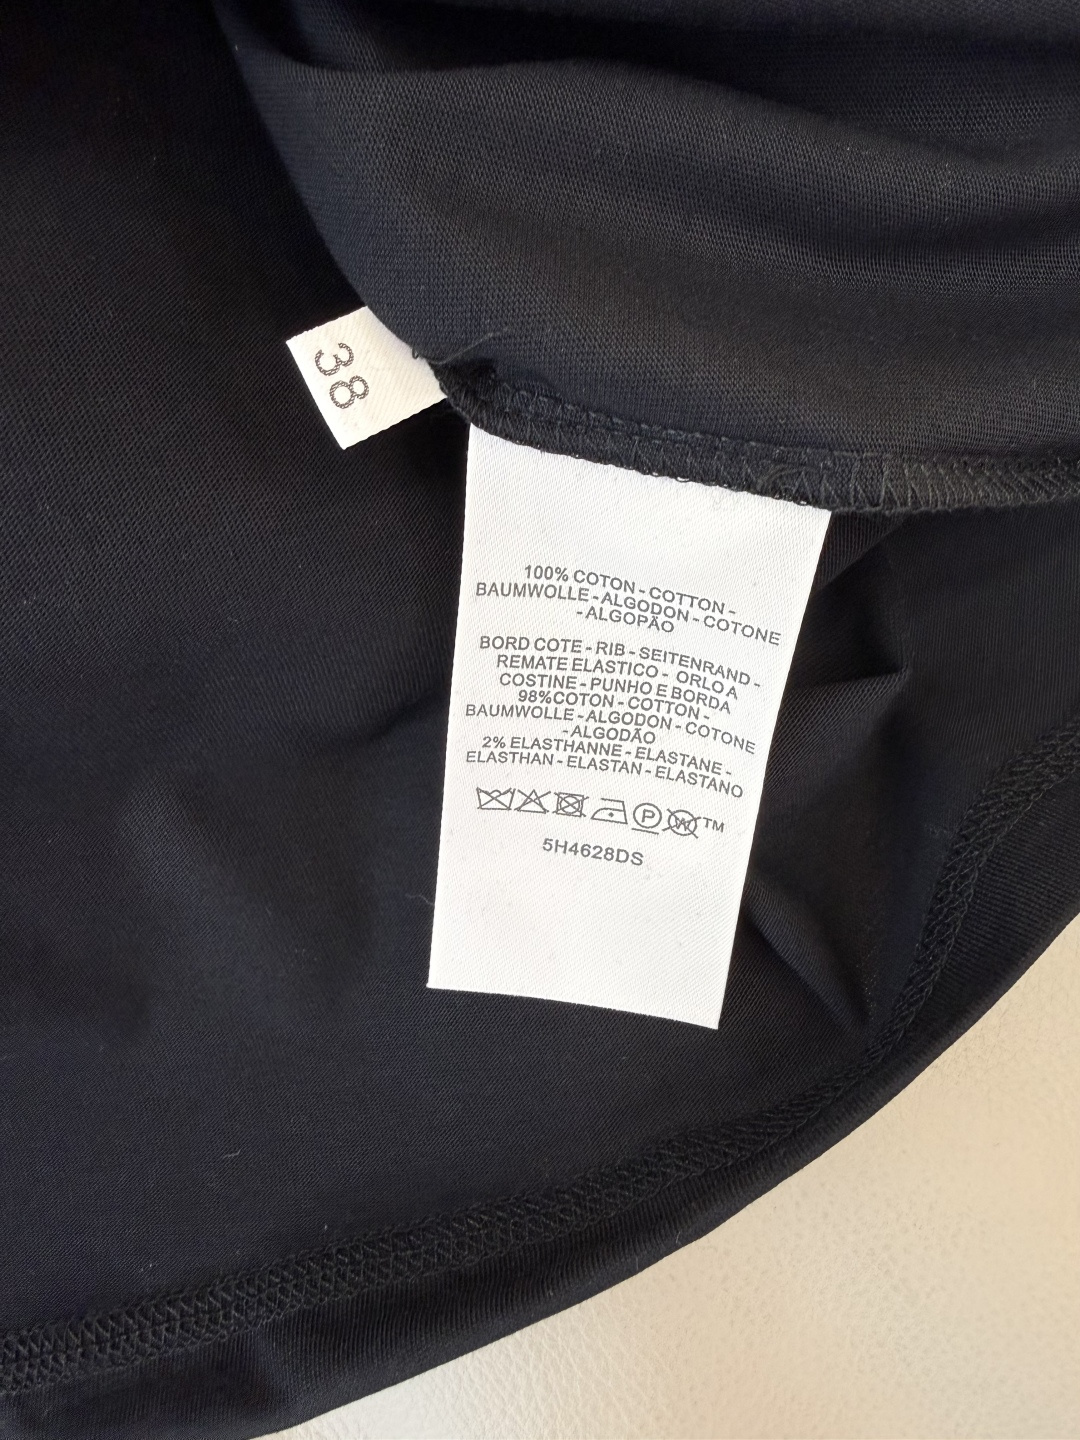 38
100% COTON - COTTON -
BAUMWOLLE - ALGODON - COTONE
- ALGOPÃO
BORD COTE - RIB - SEITENRAND -
REMATE ELASTICO - ORLO A
COSTINE - PUNHO E BORDA
98%COTON - COTTON -
BAUMWOLLE - ALGODON - COTONE
- ALGODÃO
2% ELASTHANNE - ELASTANE -
ELASTHAN - ELASTAN - ELASTANO
P W TM
5H4628DS